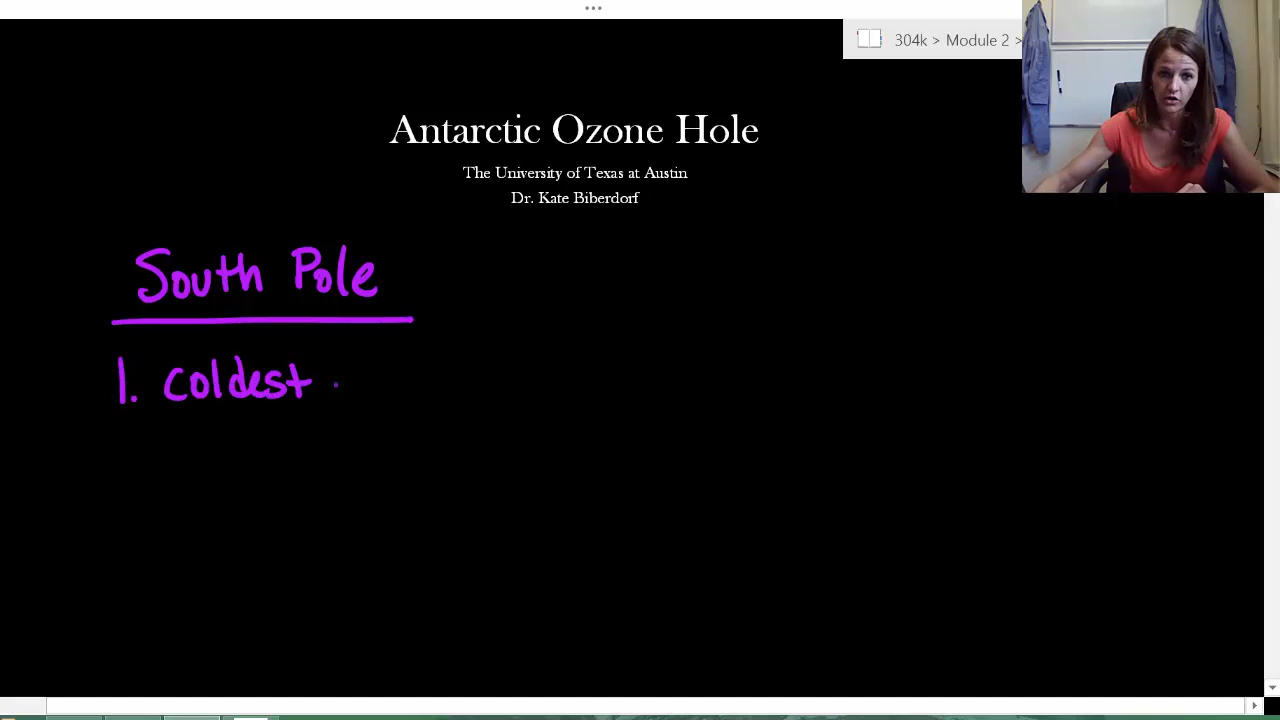 304k > Module 2 >
Antarctic Ozone Hole
The University of Texas at Austin
Dr. Kate Biberdorf
South Pole
1. coldest